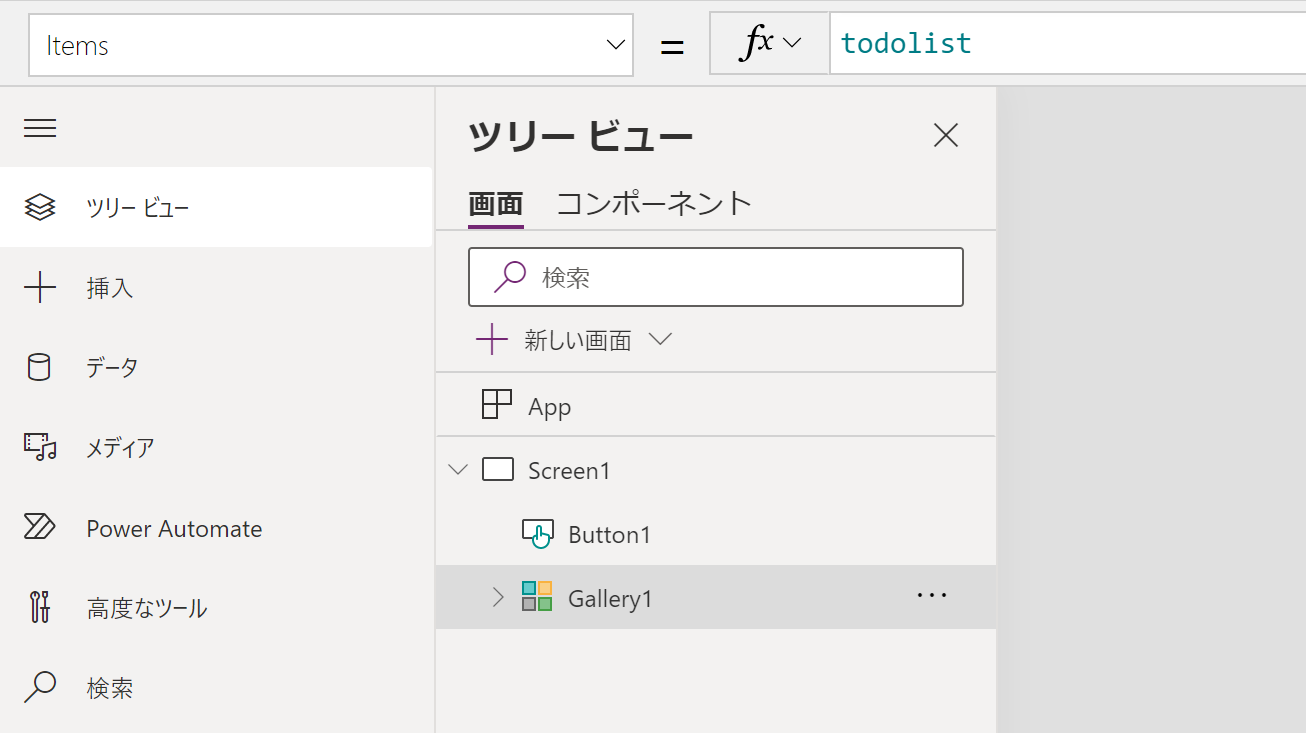 Items
=
fx
todolist
ツリー ビュー
挿入
データ
メディア
Power Automate
高度なツール
検索
ツリー ビュー
画面
コンポーネント
検索
新しい画面
App
Screen1
Button1
Gallery1
...